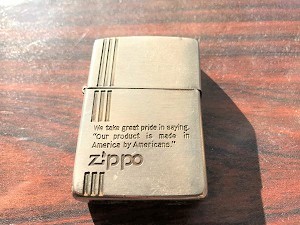 We take great pride in saying.
"Our product is made in
America by Americans."
zippo